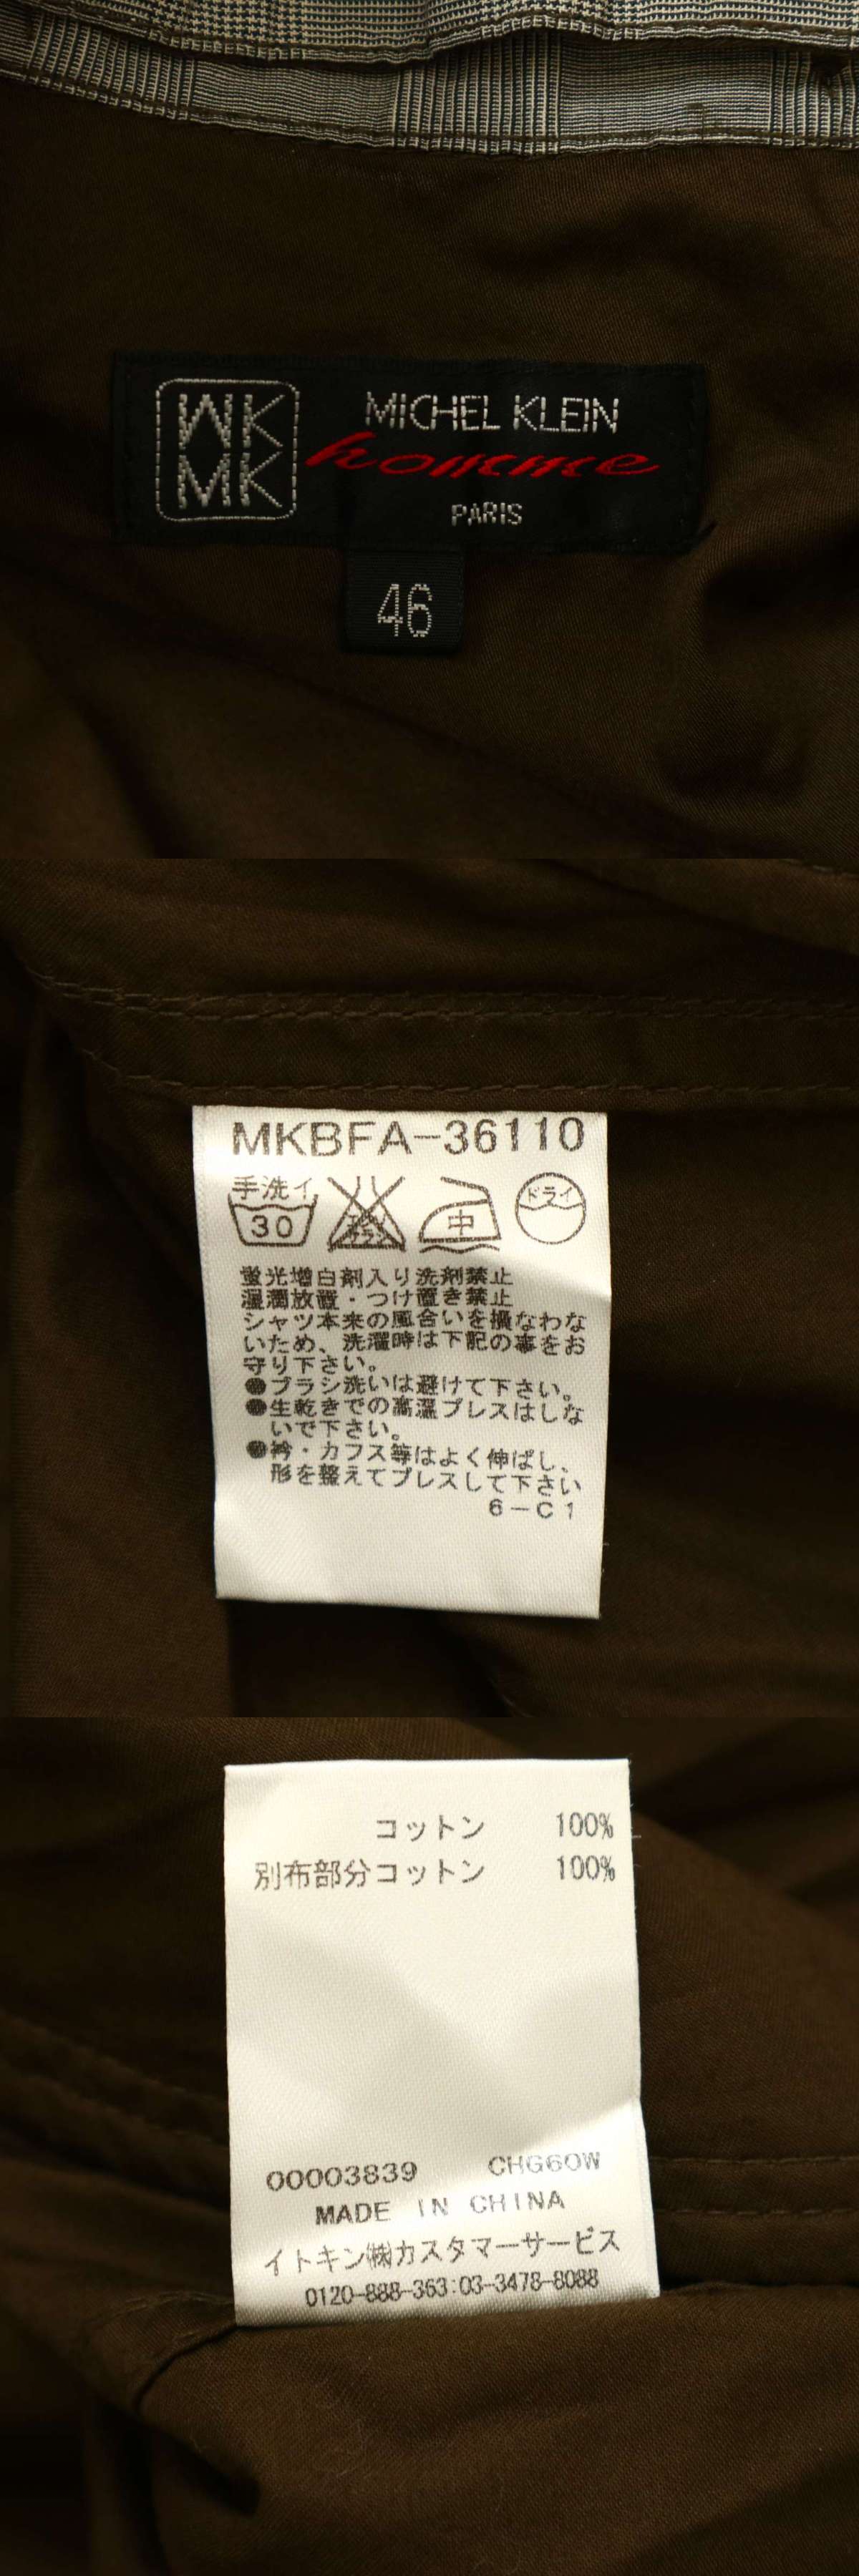 MK
MK
MICHEL KLEIN
homme
PARIS
46
MKBFA-36110
手洗イ
30
エンソ
サラシ
中
ドライ
蛍光増白剤入り洗剤禁止
湿潤放置・つけ置き禁止
シャツ本来の風合いを損なわな
いため、洗濯時は下記の事をお
守り下さい。
●ブラシ洗いは避けて下さい。
●生乾きでの高温プレスはしな
いで下さい。
●衿・カフス等はよく伸ばし、
形を整えてプレスして下さい
6-C1
コットン 100%
別布部分コットン 100%
00003839 CHG60W
MADE IN CHINA
イトキン㈱カスタマーサービス
0120-888-363:03-3478-8088